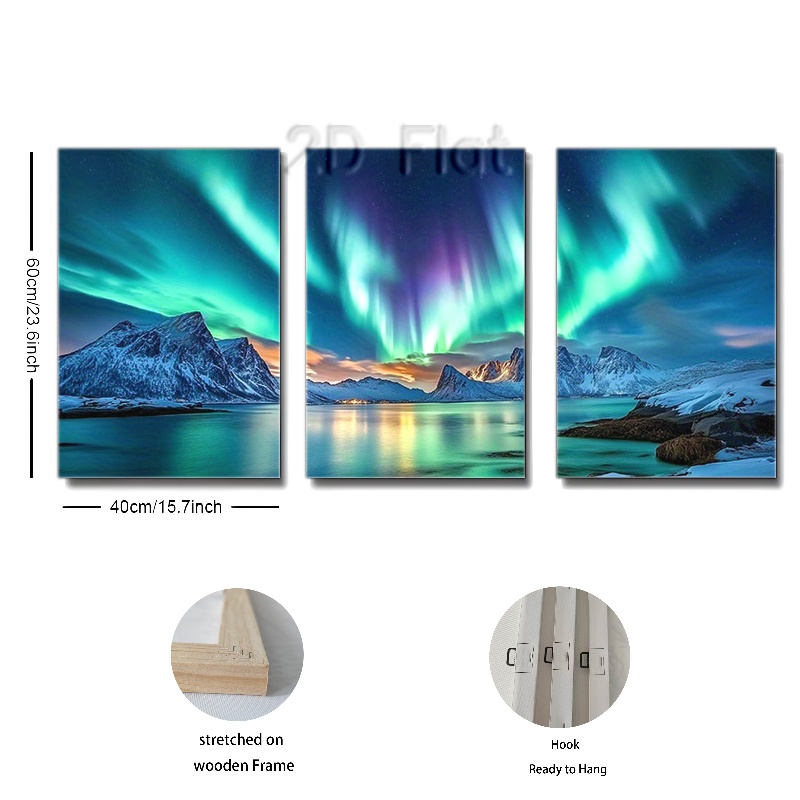 2D Flat
60cm/23.6inch
40cm/15.7inch
stretched on
wooden Frame
Hook
Ready to Hang